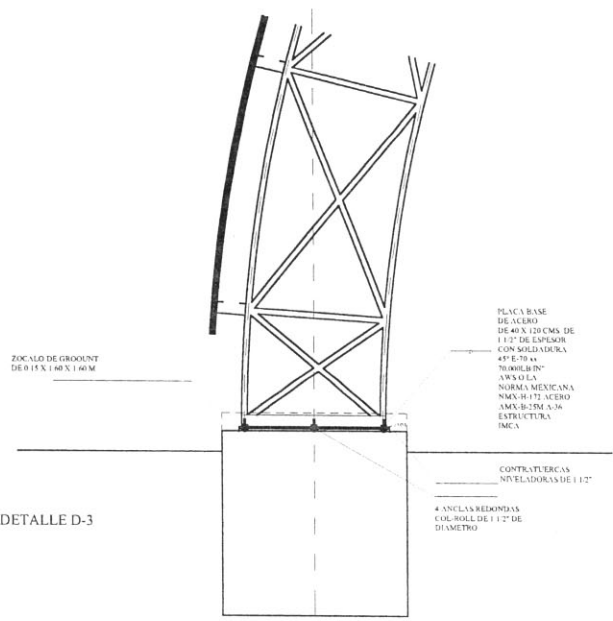 PLACA BASE
DE ACERO
DE 40 X 120 CMS. DE
1 1/2" DE ESPESOR
CON SOLDADURA
45º E-70 xx
70,000LB/IN²
AWS O LA
NORMA MEXICANA
NMX-H-172 ACERO
AMX-B-25M A-36
ESTRUCTURA
IMCA
ZOCALO DE GROOUNT
DE 0.15 X 1.60 X 1.60 M
CONTRATUERCAS
NIVELADORAS DE 1 1/2"
4 ANCLAS REDONDAS
COL-ROLL DE 1 1/2" DE
DIAMETRO
DETALLE D-3